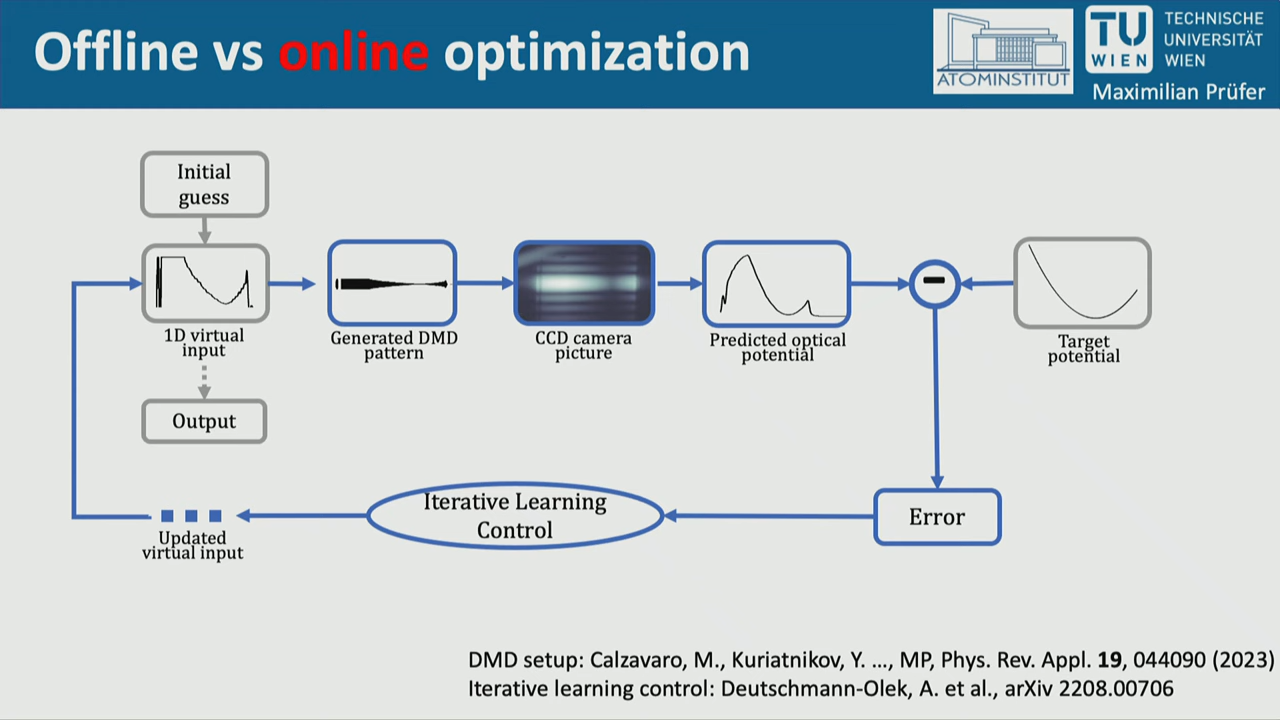 Offline vs online optimization
ATOMINSTITUT
TU
WIEN
TECHNISCHE
UNIVERSITÄT
WIEN
Maximilian Prüfer
Initial
guess
1D virtual
input
Generated DMD
pattern
CCD camera
picture
Predicted optical
potential
Target
potential
Output
Iterative Learning
Control
Error
Updated
virtual input
DMD setup: Calzavaro, M., Kuriatnikov, Y. ..., MP, Phys. Rev. Appl. 19, 044090 (2023)
Iterative learning control: Deutschmann-Olek, A. et al., arXiv 2208.00706